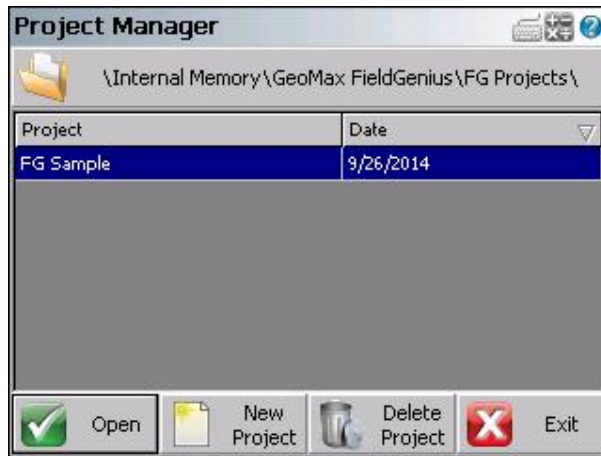 Project Manager
\Internal Memory\GeoMax FieldGenius\FG Projects\
Project Date
FG Sample 9/26/2014
Open New Project Delete Project Exit